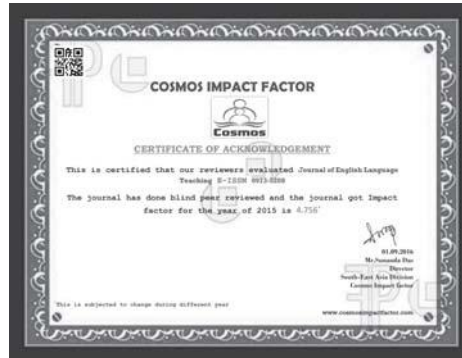 COSMOS IMPACT FACTOR
Cosmos
CERTIFICATE OF ACKNOWLEDGEMENT
This is certified that our reviewers evaluated Journal of English Language
Teaching E-ISSN
The journal has done blind peer reviewed and the journal got Impact
factor for the year of 2015 is 4.756*
01.09.2016
Director
South-East Asia Division
Cosmos Impact factor
This is subjected to change during different year
www.cosmosimpactfactor.com